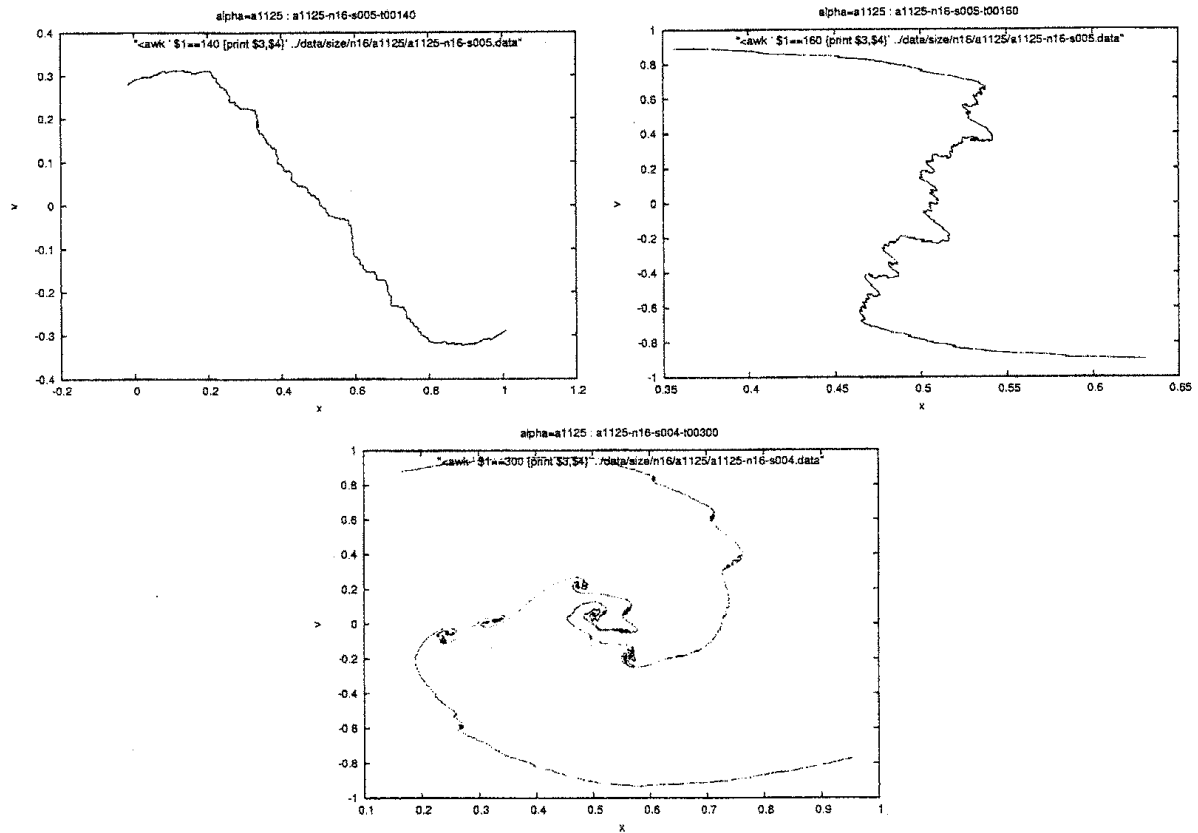 alpha=a1125 : a1125-n16-s005-t00140
"<awk ' $1==140 {print $3,$4}' ../data/size/n16/a1125/a1125-n16-s005.data"
0.4
0.3
0.2
0.1
0
-0.1
-0.2
-0.3
-0.4
v
-0.2 0 0.2 0.4 0.6 0.8 1 1.2
x
alpha=a1125 : a1125-n16-s005-t00160
"<awk ' $1==160 {print $3,$4}' ../data/size/n16/a1125/a1125-n16-s005.data"
1
0.8
0.6
0.4
0.2
0
-0.2
-0.4
-0.6
-0.8
-1
v
0.35 0.4 0.45 0.5 0.55 0.6 0.65
x
alpha=a1125 : a1125-n16-s004-t00300
"<awk ' $1==300 {print $3,$4}' ../data/size/n16/a1125/a1125-n16-s004.data"
1
0.8
0.6
0.4
0.2
0
-0.2
-0.4
-0.6
-0.8
-1
v
0.1 0.2 0.3 0.4 0.5 0.6 0.7 0.8 0.9 1
x